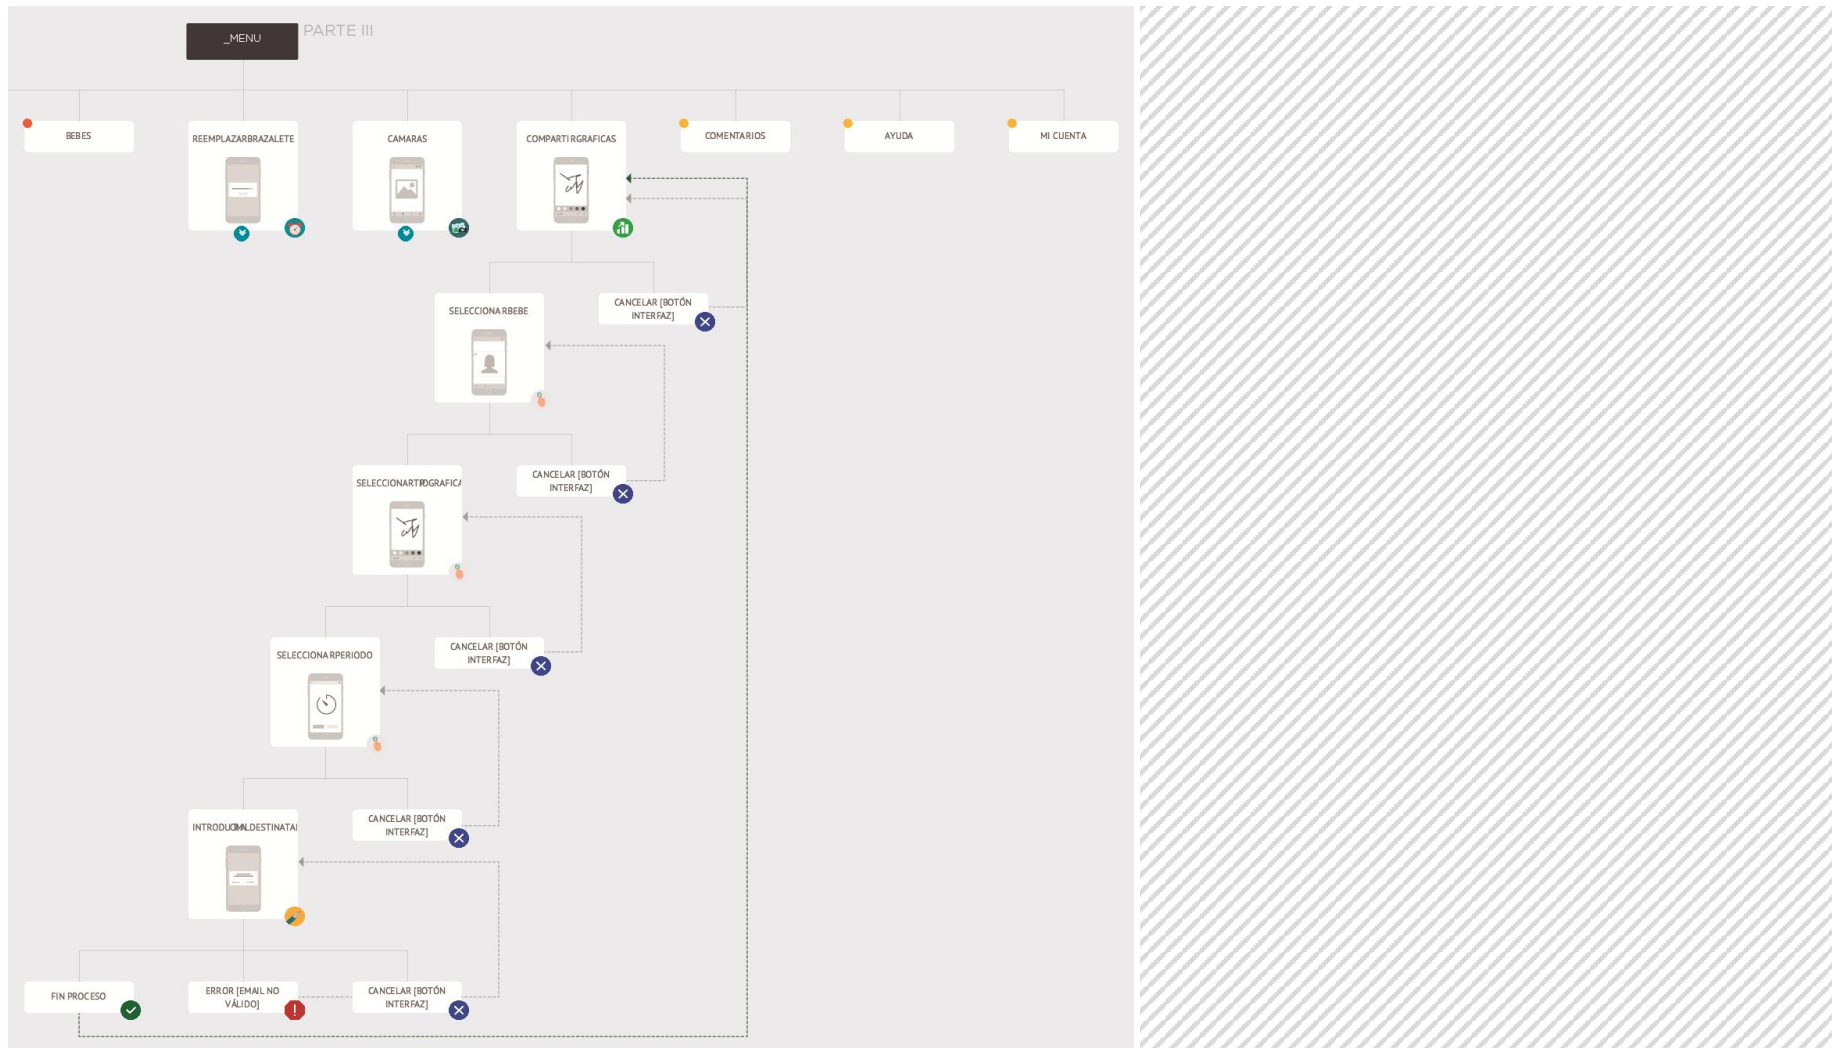 _MENU
PARTE III
BEBES
REEMPLAZARBRAZALETE
CAMARAS
COMPARTIRGRAFICAS
COMENTARIOS
AYUDA
MI CUENTA
SELECCIONARBEBE
CANCELAR [BOTÓN
INTERFAZ]
CANCELAR [BOTÓN
INTERFAZ]
CANCELAR [BOTÓN
INTERFAZ]
SELECCIONARPERIODO
CANCELAR [BOTÓN
INTERFAZ]
FIN PROCESO
ERROR [EMAIL NO
VÁLIDO]
CANCELAR [BOTÓN
INTERFAZ]